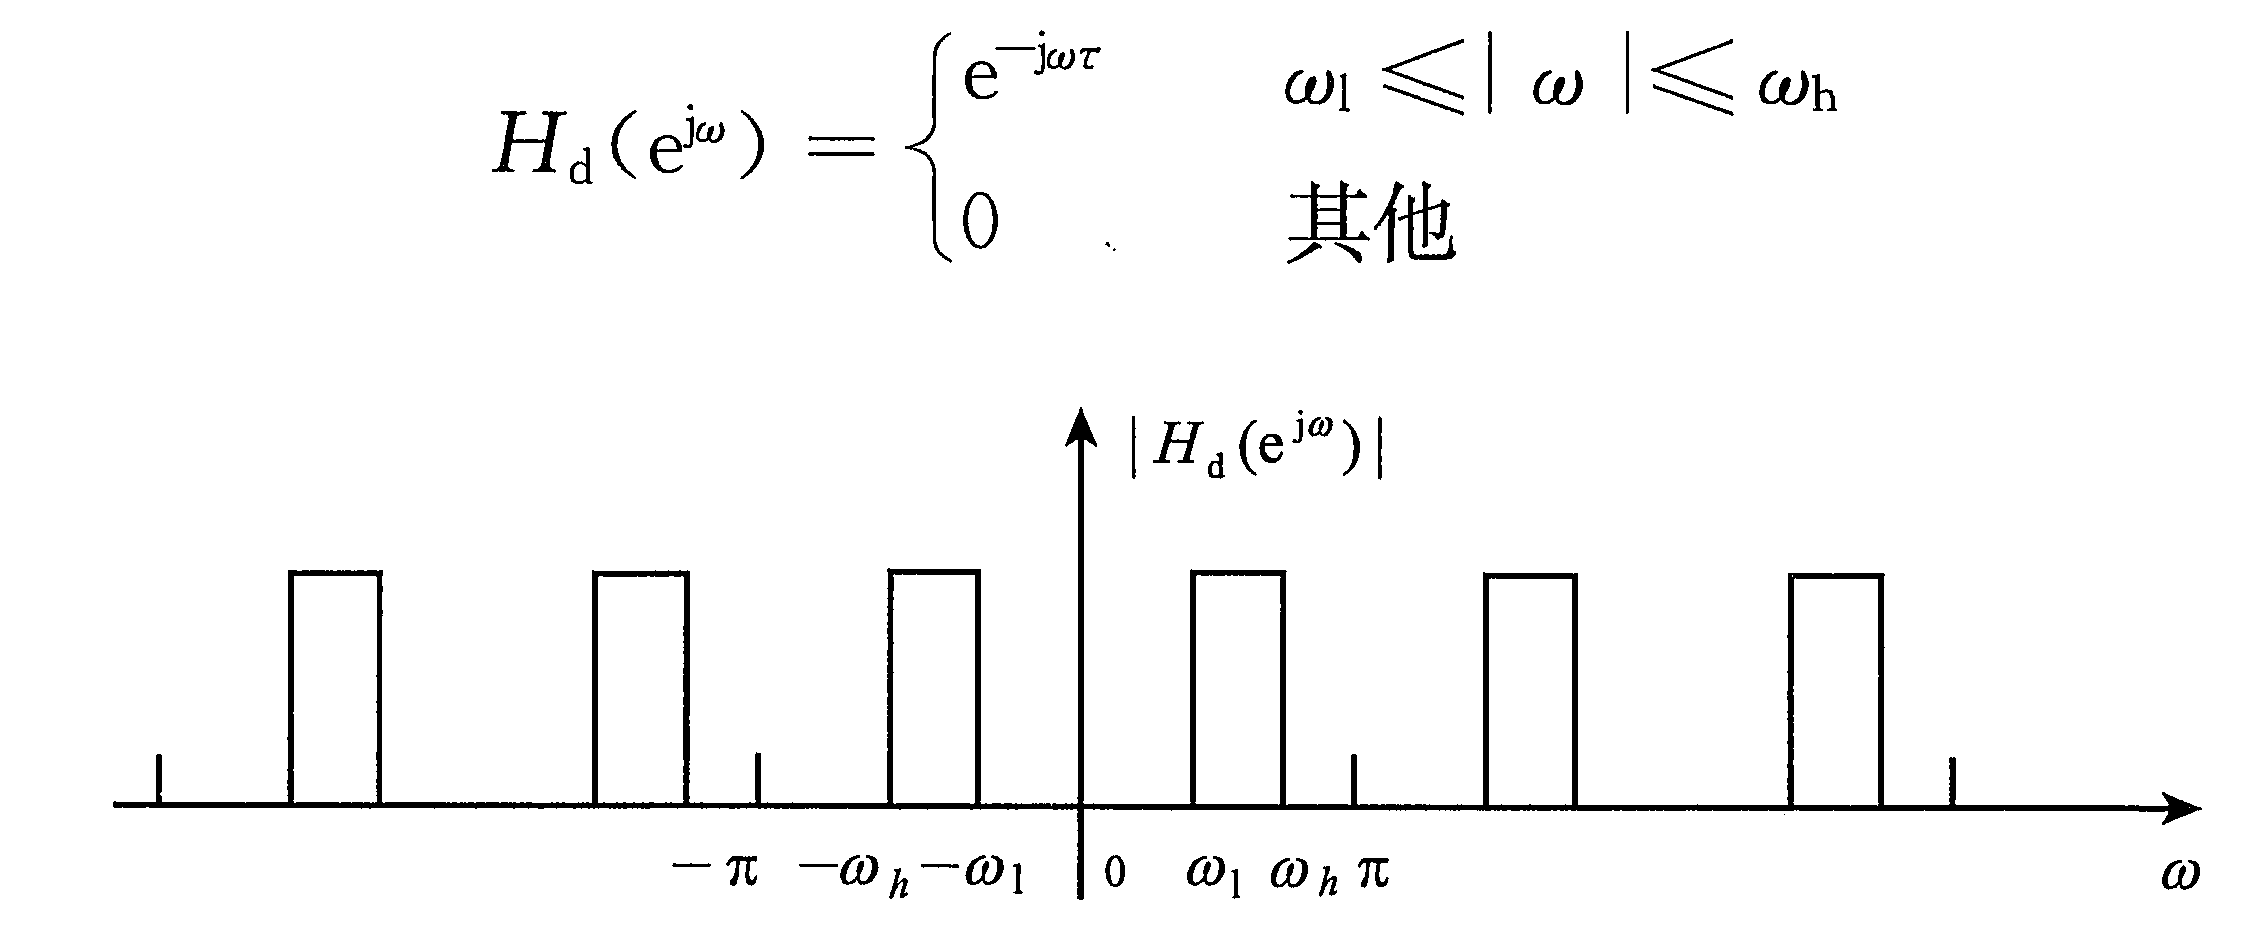 H_d(e^{jω}) = { e^{-jωτ}  ω_l ⩽ | ω | ⩽ ω_h
0  其他
|H_d(e^{jω})|
-π -ω_h -ω_l 0 ω_l ω_h π ω